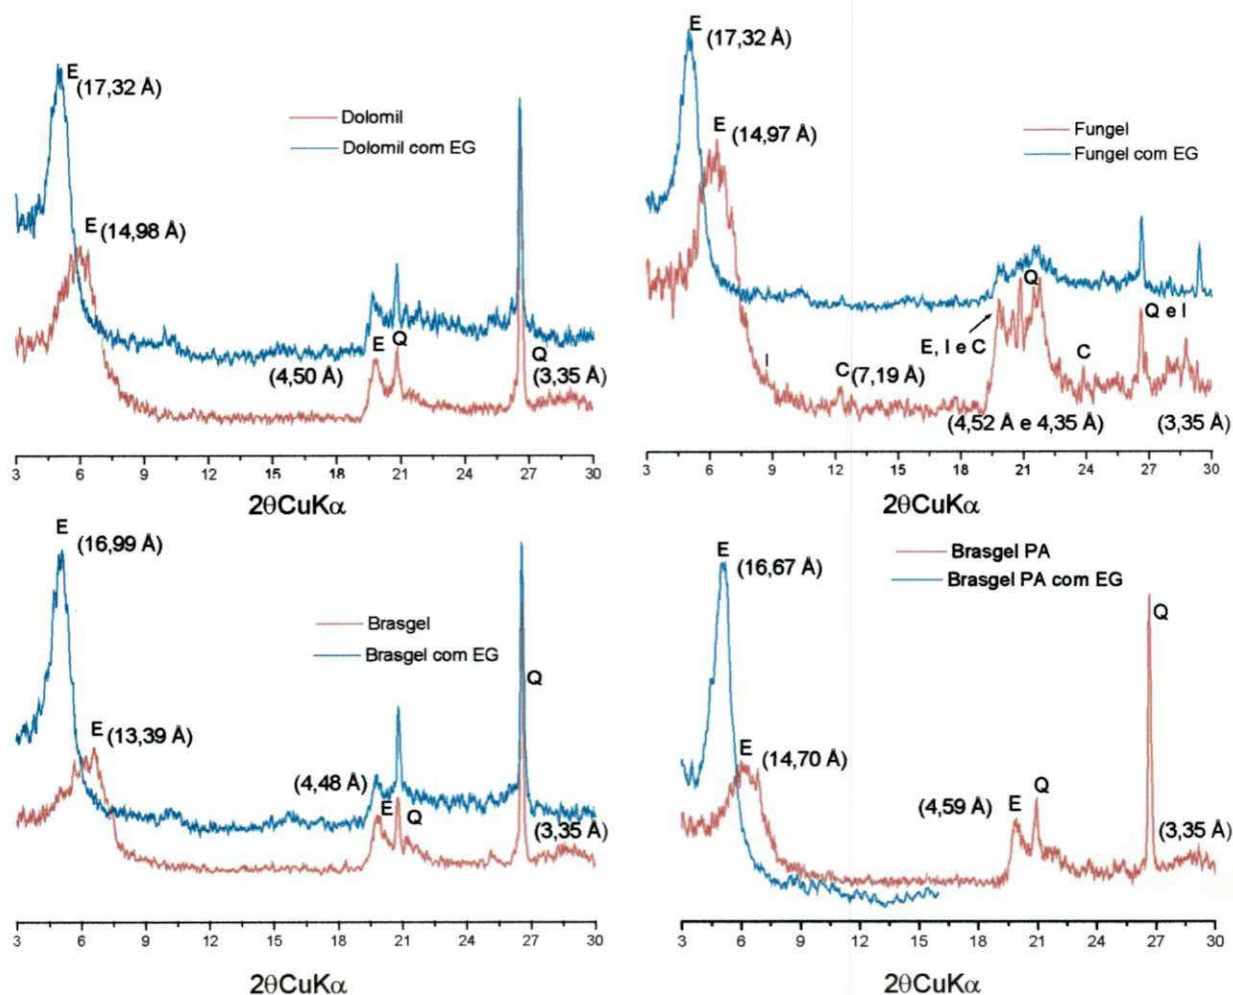 E
(17,32 Å)
Dolomil
Dolomil com EG
E (14,98 Å)
E
Q
(4,50 Å)
Q
(3,35 Å)
3 6 9 12 15 18 21 24 27 30
2θCuKα
E
(17,32 Å)
E
(14,97 Å)
Fungel
Fungel com EG
Q
Q e I
E, I e C
I
C (7,19 Å)
C
(4,52 Å e 4,35 Å)
(3,35 Å)
3 6 9 12 15 18 21 24 27 30
2θCuKα
E
(16,99 Å)
Brasgel
Brasgel com EG
Q
E (13,39 Å)
(4,48 Å)
E
Q
(3,35 Å)
3 6 9 12 15 18 21 24 27 30
2θCuKα
E
(16,67 Å)
Brasgel PA
Brasgel PA com EG
Q
E
(14,70 Å)
(4,59 Å)
E
Q
(3,35 Å)
3 6 9 12 15 18 21 24 27 30
2θCuKα